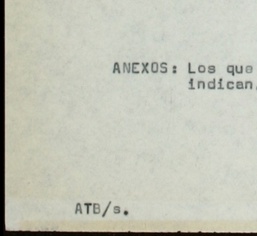 ANEXOS: Los que
indican,
ATB/s.